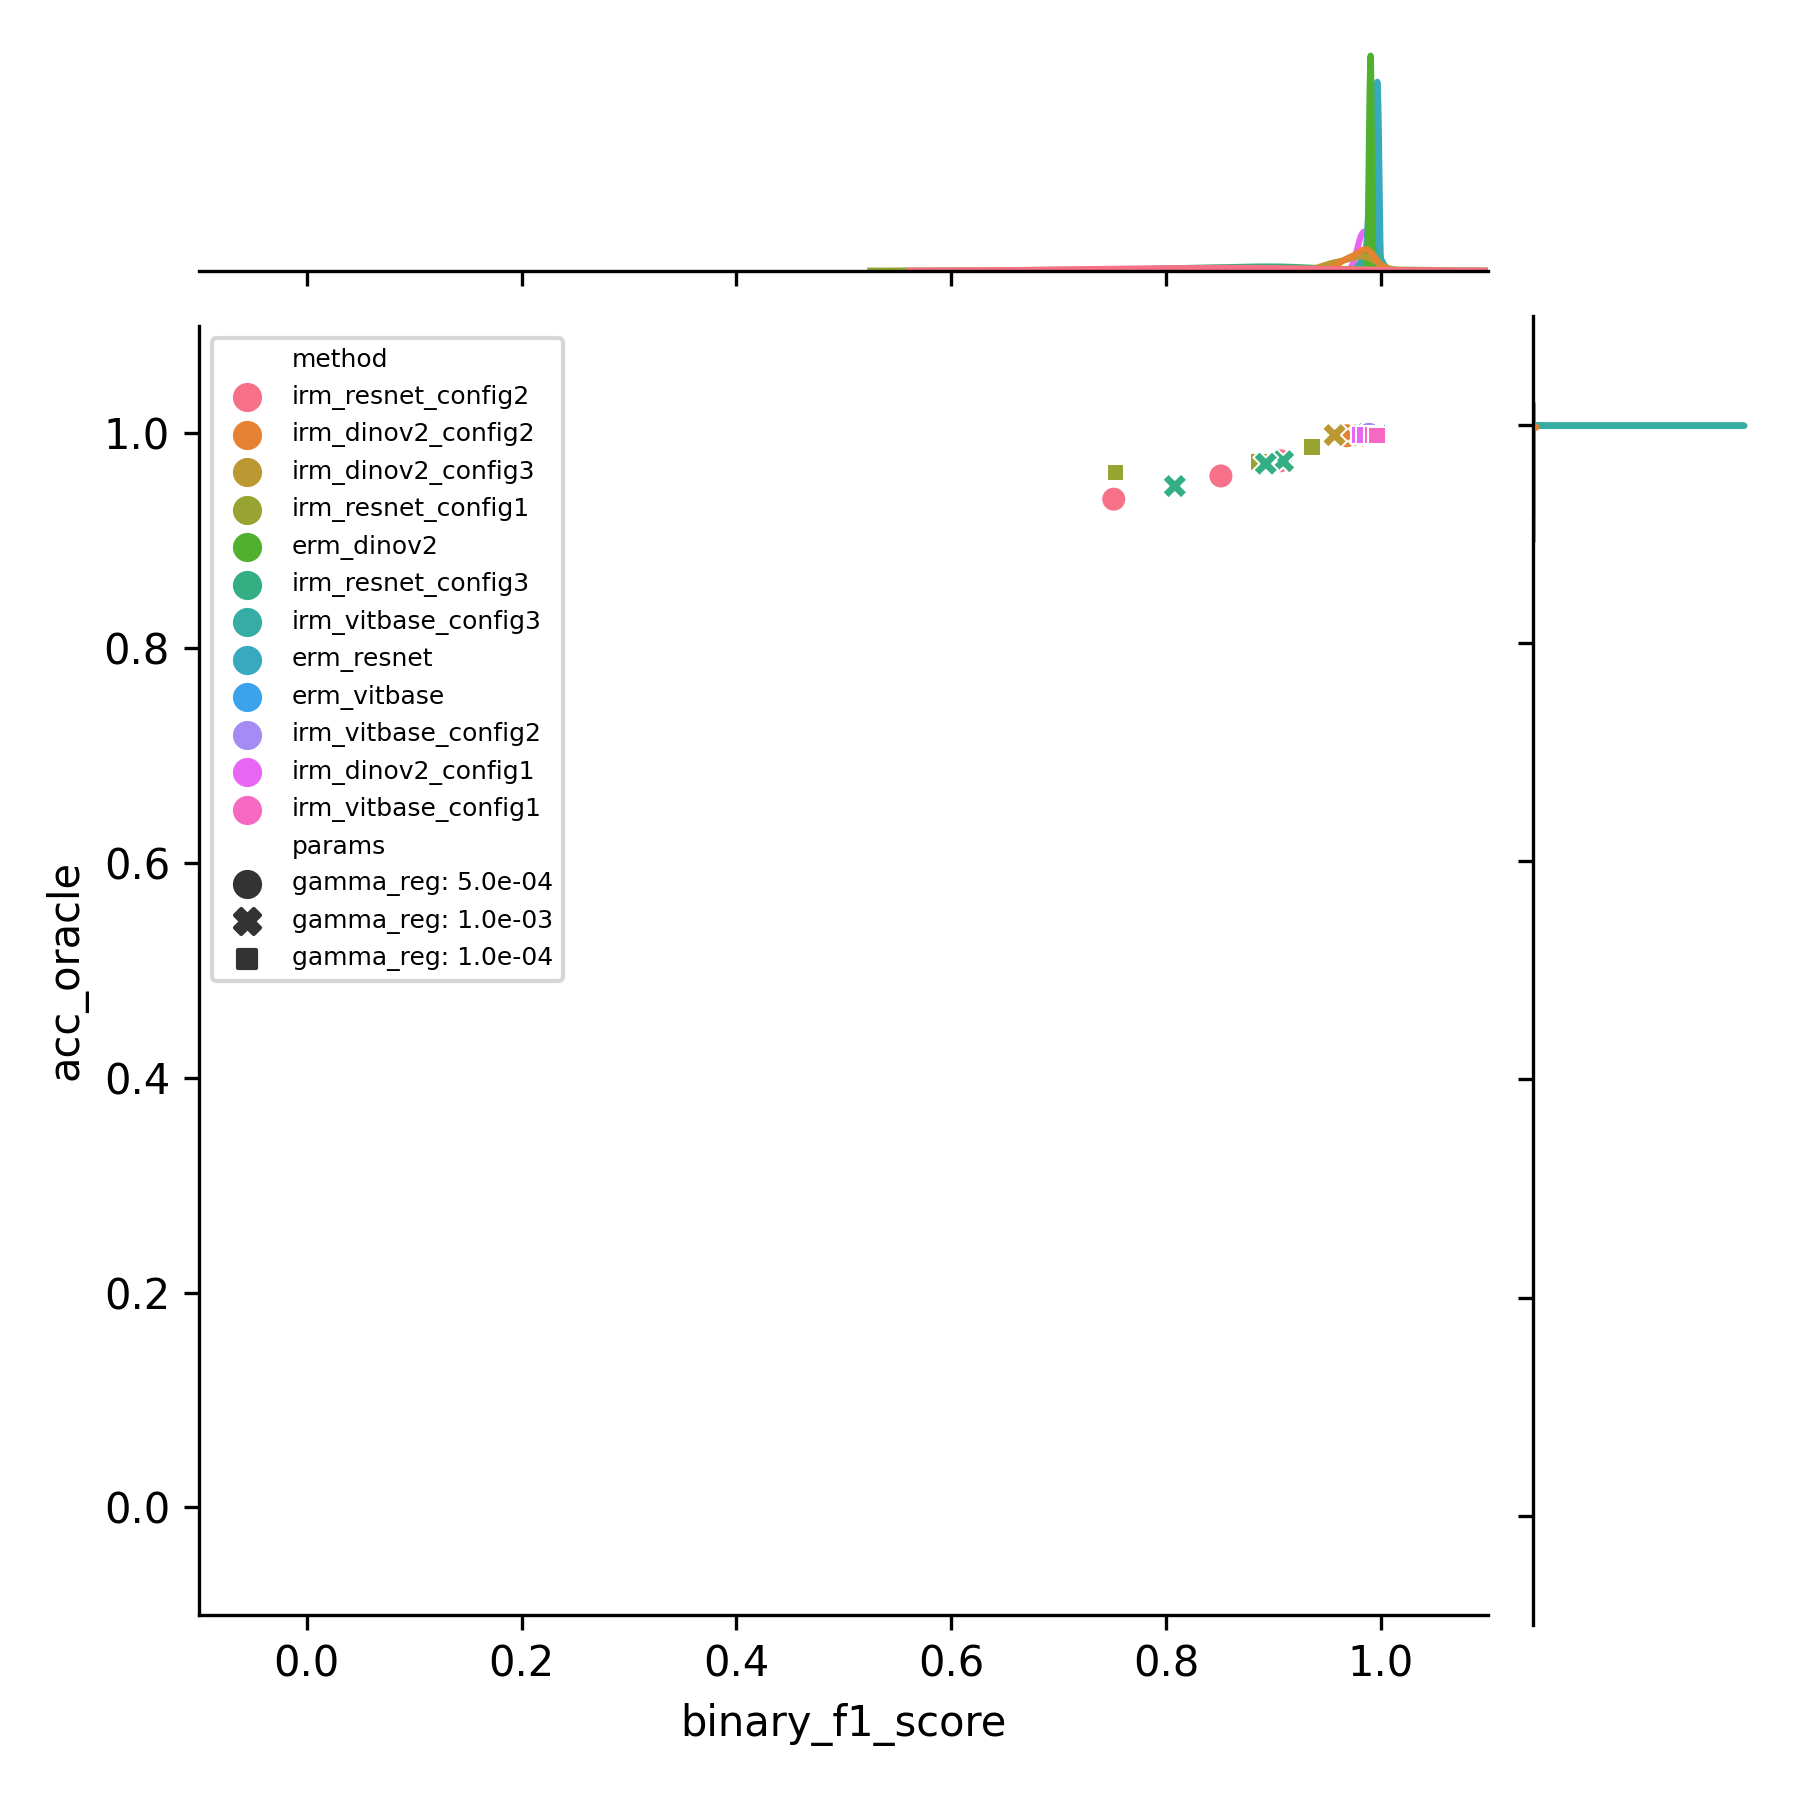 method
irm_resnet_config2
irm_dinov2_config2
irm_dinov2_config3
irm_resnet_config1
erm_dinov2
irm_resnet_config3
irm_vitbase_config3
erm_resnet
erm_vitbase
irm_vitbase_config2
irm_dinov2_config1
irm_vitbase_config1
params
gamma_reg: 5.0e-04
gamma_reg: 1.0e-03
gamma_reg: 1.0e-04
1.0
0.8
0.6
0.4
0.2
0.0
acc_oracle
0.0
0.2
0.4
0.6
0.8
1.0
binary_f1_score